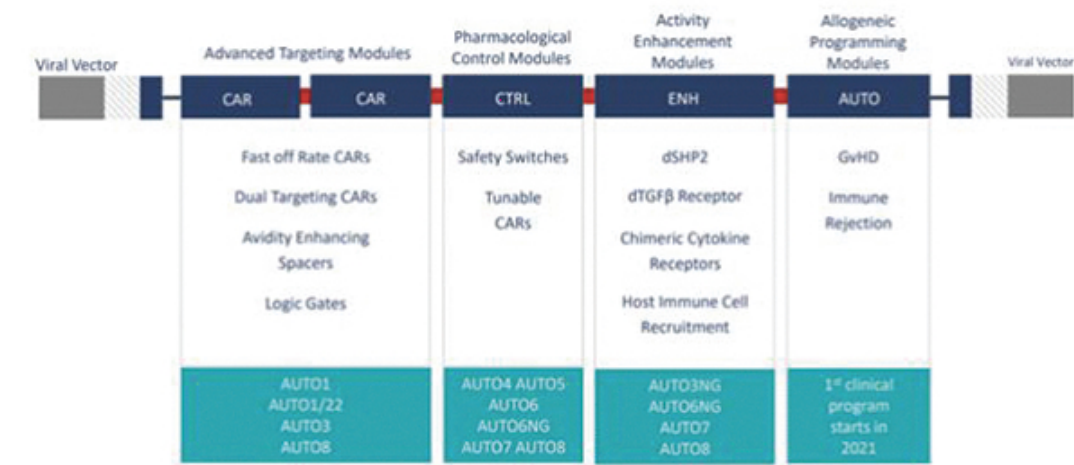 Advanced Targeting Modules
Pharmacological
Control Modules
Activity
Enhancement
Modules
Allogeneic
Programming
Modules
Viral Vector
Viral Vector
CAR
CAR
CTRL
ENH
AUTO
Fast off Rate CARs
Dual Targeting CARs
Avidity Enhancing
Spacers
Logic Gates
Safety Switches
Tunable
CARs
dSHP2
dTGFβ Receptor
Chimeric Cytokine
Receptors
Host Immune Cell
Recruitment
GvHD
Immune
Rejection
AUTO1
AUTO1/22
AUTO3
AUTO8
AUTO4 AUTO5
AUTO6
AUTO6NG
AUTO7 AUTO8
AUTO3NG
AUTO6NG
AUTO7
AUTO8
1st clinical
program
starts in
2021